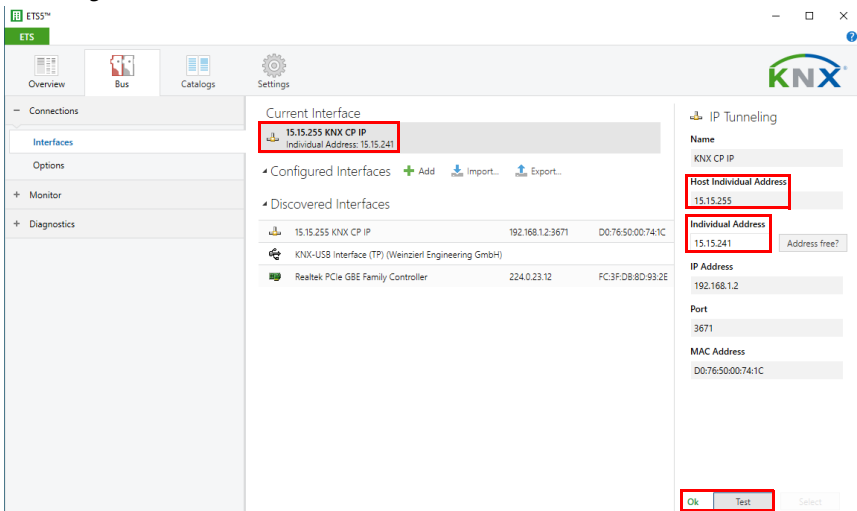 ETS5™
ETS
Overview
Bus
Catalogs
Settings
KNX
Connections
Interfaces
Options
Monitor
Diagnostics
Current Interface
15.15.255 KNX CP IP
Individual Address: 15.15.241
Configured Interfaces Add Import... Export...
Discovered Interfaces
15.15.255 KNX CP IP 192.168.1.2:3671 D0:76:50:00:74:1C
KNX-USB Interface (TP) (Weinzierl Engineering GmbH)
Realtek PCIe GBE Family Controller 224.0.23.12 FC:3F:DB:8D:93:2E
IP Tunneling
Name
KNX CP IP
Host Individual Address
15.15.255
Individual Address
15.15.241 Address free?
IP Address
192.168.1.2
Port
3671
MAC Address
D0:76:50:00:74:1C
Ok Test Select